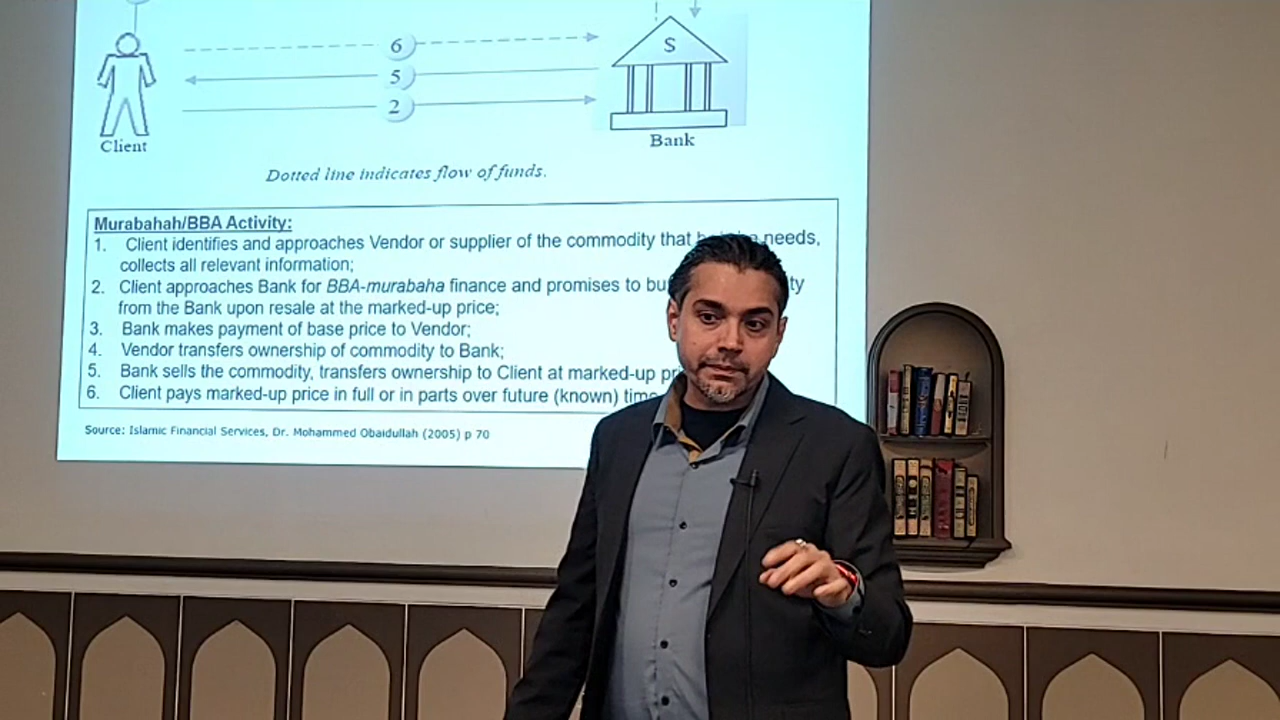 6
S
5
2
Client
Bank
Dotted line indicates flow of funds.
Murabahah/BBA Activity:
1. Client identifies and approaches Vendor or supplier of the commodity that needs,
collects all relevant information;
2. Client approaches Bank for BBA-murabaha finance and promises to
from the Bank upon resale at the marked-up price;
3. Bank makes payment of base price to Vendor;
4. Vendor transfers ownership of commodity to Bank;
5. Bank sells the commodity, transfers ownership to Client at marked-up
6. Client pays marked-up price in full or in parts over future (known)
Source: Islamic Financial Services, Dr. Mohammed Obaidullah (2005) p 70